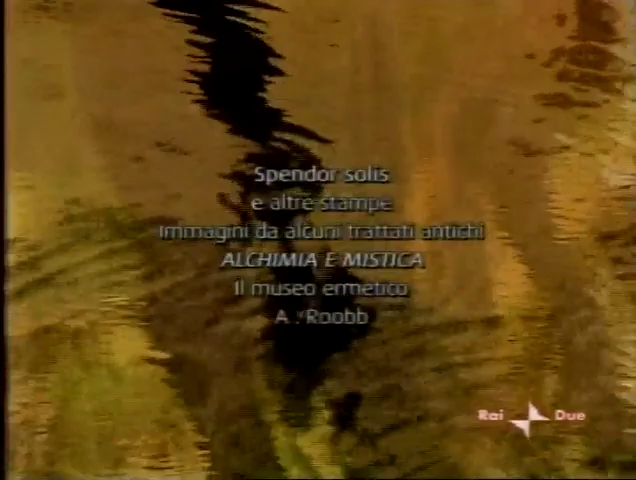 Spendor solis
e altre stampe
Immagini da alcuni trattati antichi
ALCHIMIA E MISTICA
Il museo ermetico
A. Roobb
Rai Due